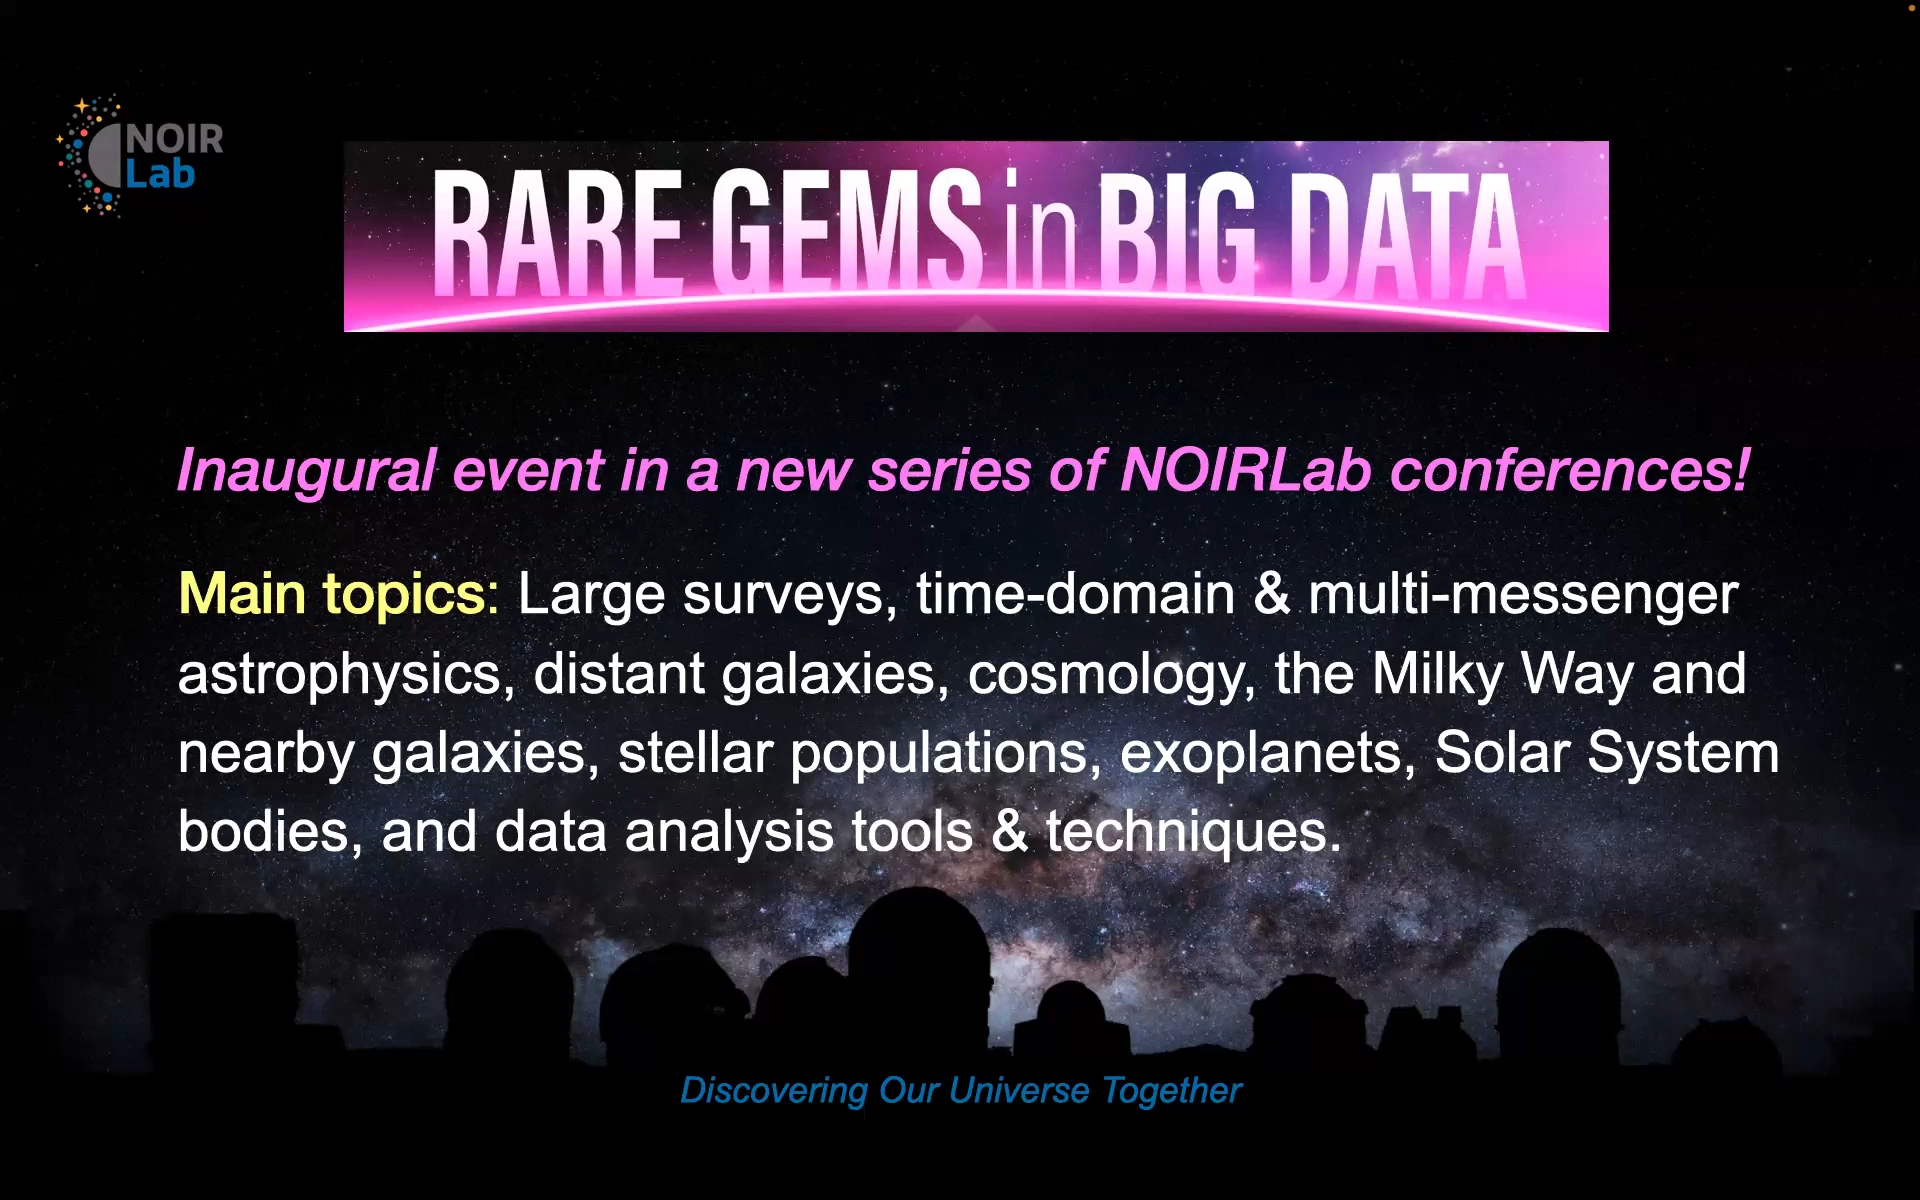 NOIR
Lab
RARE GEMS in BIG DATA
Inaugural event in a new series of NOIRLab conferences!
Main topics: Large surveys, time-domain & multi-messenger
astrophysics, distant galaxies, cosmology, the Milky Way and
nearby galaxies, stellar populations, exoplanets, Solar System
bodies, and data analysis tools & techniques.
Discovering Our Universe Together